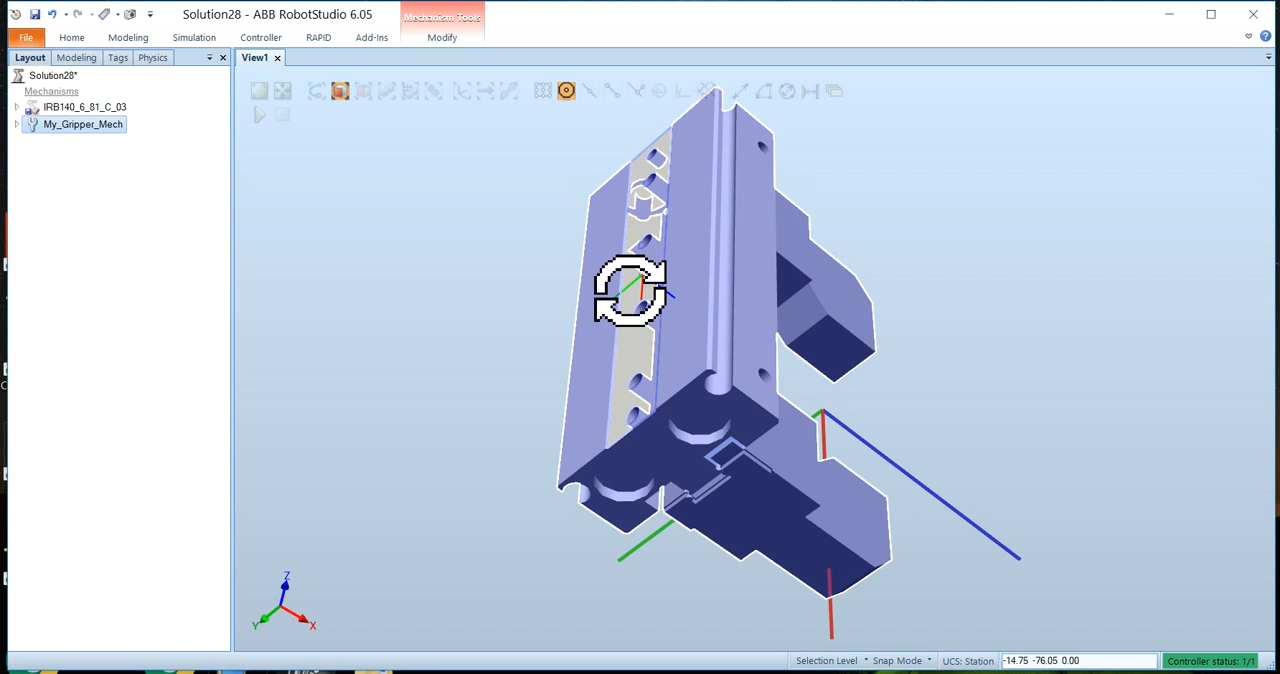 Solution28 - ABB RobotStudio 6.05
Mechanism Tools
File Home Modeling Simulation Controller RAPID Add-Ins Modify
Layout Modeling Tags Physics
View1
Solution28*
Mechanisms
IRB140_6_81_C_03
My_Gripper_Mech
Z
Y
X
Selection Level Snap Mode UCS: Station -14.75 -76.05 0.00 Controller status: 1/1